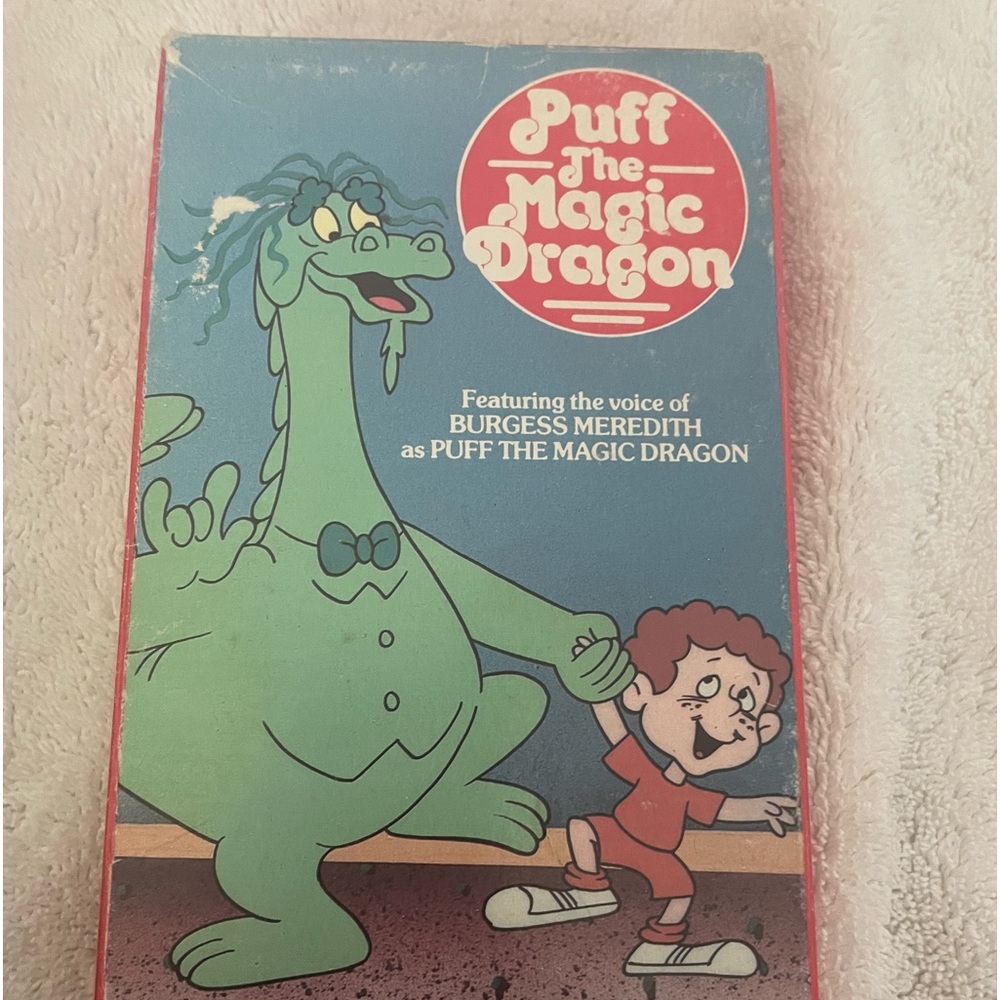 Puff
The
Magic
Dragon
Featuring the voice of
BURGESS MEREDITH
as PUFF THE MAGIC DRAGON